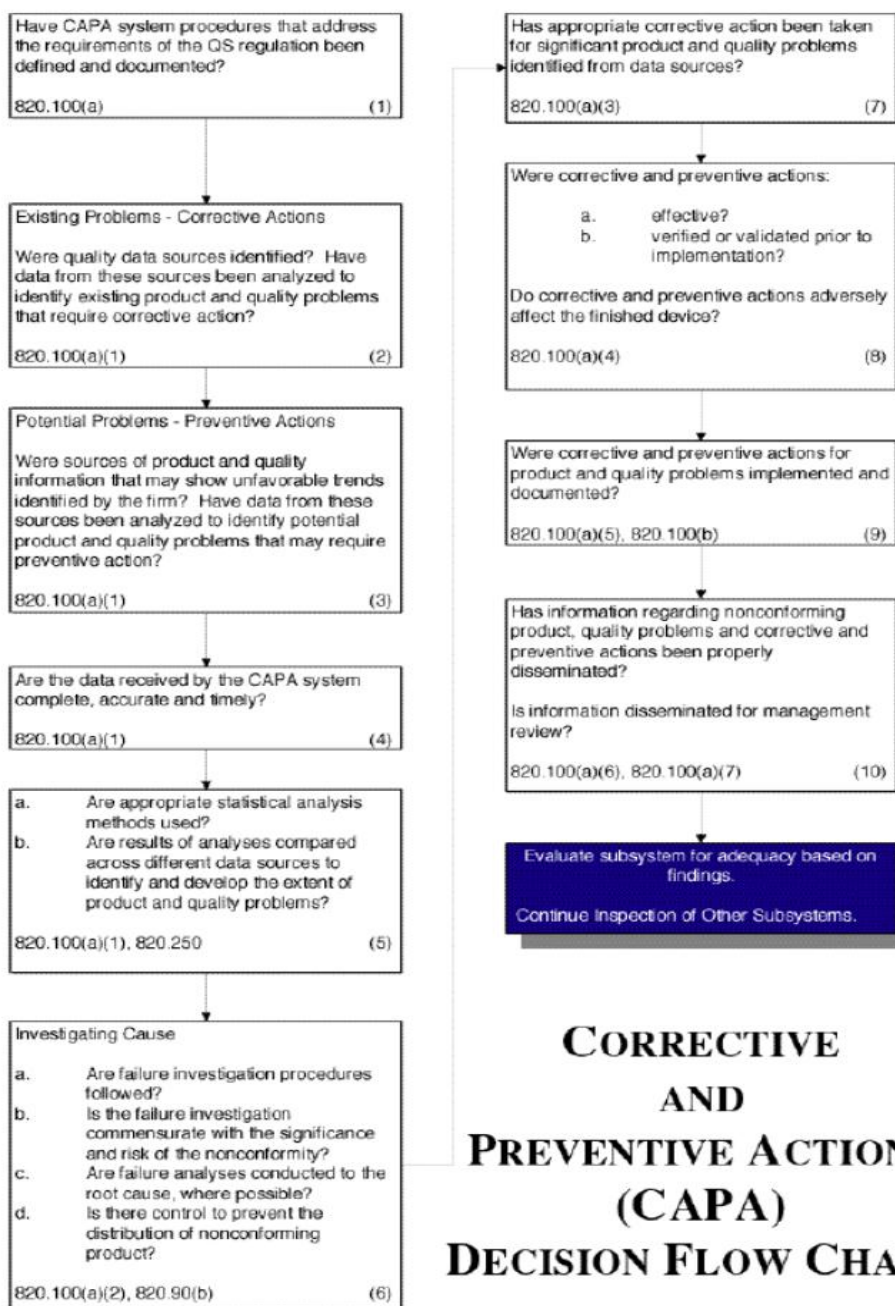 Have CAPA system procedures that address
the requirements of the QS regulation been
defined and documented?
820.100(a) (1)
Existing Problems - Corrective Actions
Were quality data sources identified? Have
data from these sources been analyzed to
identify existing product and quality problems
that require corrective action?
820.100(a)(1) (2)
Potential Problems - Preventive Actions
Were sources of product and quality
information that may show unfavorable trends
identified by the firm? Have data from these
sources been analyzed to identify potential
product and quality problems that may require
preventive action?
820.100(a)(1) (3)
Are the data received by the CAPA system
complete, accurate and timely?
820.100(a)(1) (4)
a. Are appropriate statistical analysis
methods used?
b. Are results of analyses compared
across different data sources to
identify and develop the extent of
product and quality problems?
820.100(a)(1), 820.250 (5)
Investigating Cause
a. Are failure investigation procedures
followed?
b. Is the failure investigation
commensurate with the significance
and risk of the nonconformity?
c. Are failure analyses conducted to the
root cause, where possible?
d. Is there control to prevent the
distribution of nonconforming
product?
820.100(a)(2), 820.90(b) (6)
Has appropriate corrective action been taken
for significant product and quality problems
identified from data sources?
820.100(a)(3) (7)
Were corrective and preventive actions:
a. effective?
b. verified or validated prior to
implementation?
Do corrective and preventive actions adversely
affect the finished device?
820.100(a)(4) (8)
Were corrective and preventive actions for
product and quality problems implemented and
documented?
820.100(a)(5), 820.100(b) (9)
Has information regarding nonconforming
product, quality problems and corrective and
preventive actions been properly
disseminated?
Is information disseminated for management
review?
820.100(a)(6), 820.100(a)(7) (10)
Evaluate subsystem for adequacy based on
findings.
Continue Inspection of Other Subsystems.
CORRECTIVE
AND
PREVENTIVE ACTION
(CAPA)
DECISION FLOW CHA